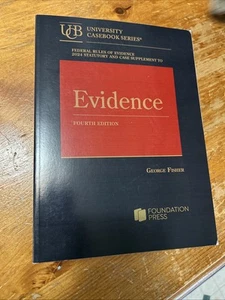 UCB UNIVERSITY
CASEBOOK SERIES®
FEDERAL RULES OF EVIDENCE
2024 STATUTORY AND CASE SUPPLEMENT TO
Evidence
FOURTH EDITION
GEORGE FISHER
FOUNDATION
PRESS